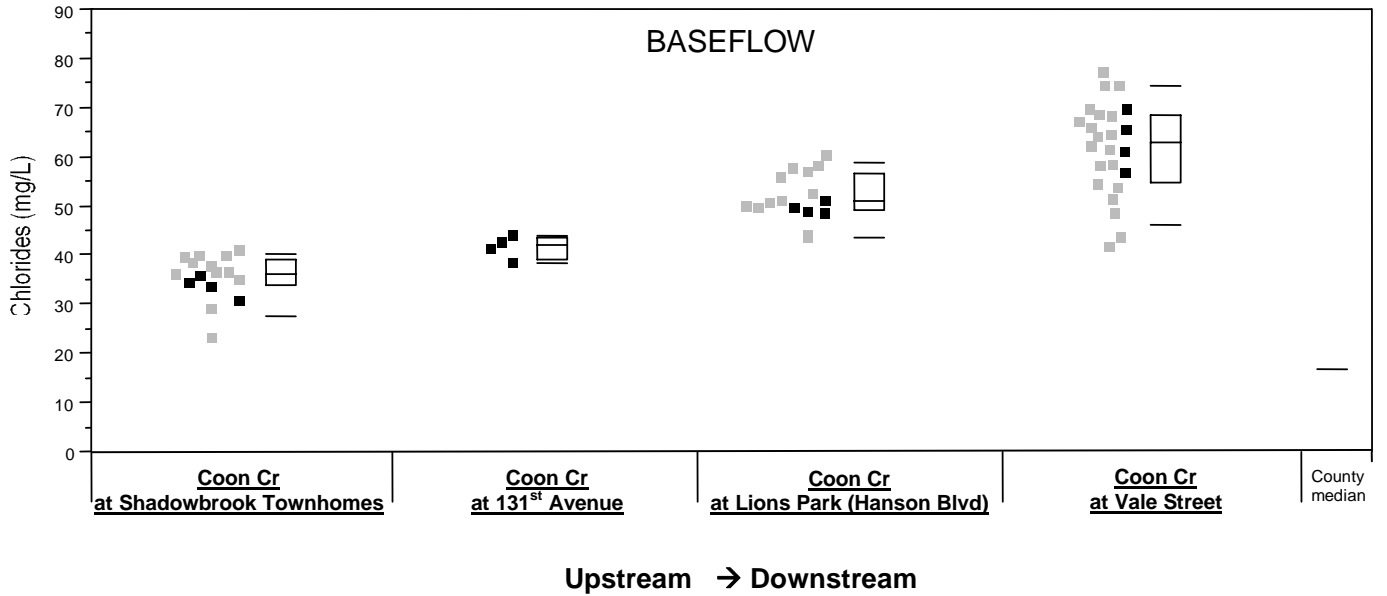 BASEFLOW
Chlorides (mg/L)
90
80
70
60
50
40
30
20
10
0
Coon Cr
at Shadowbrook Townhomes
Coon Cr
at 131st Avenue
Coon Cr
at Lions Park (Hanson Blvd)
Coon Cr
at Vale Street
County
median
Upstream → Downstream